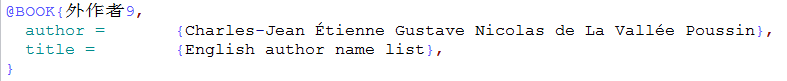 @BOOK{外作者9,
  author =       {Charles-Jean Étienne Gustave Nicolas de La Vallée Poussin},
  title =        {English author name list},
}